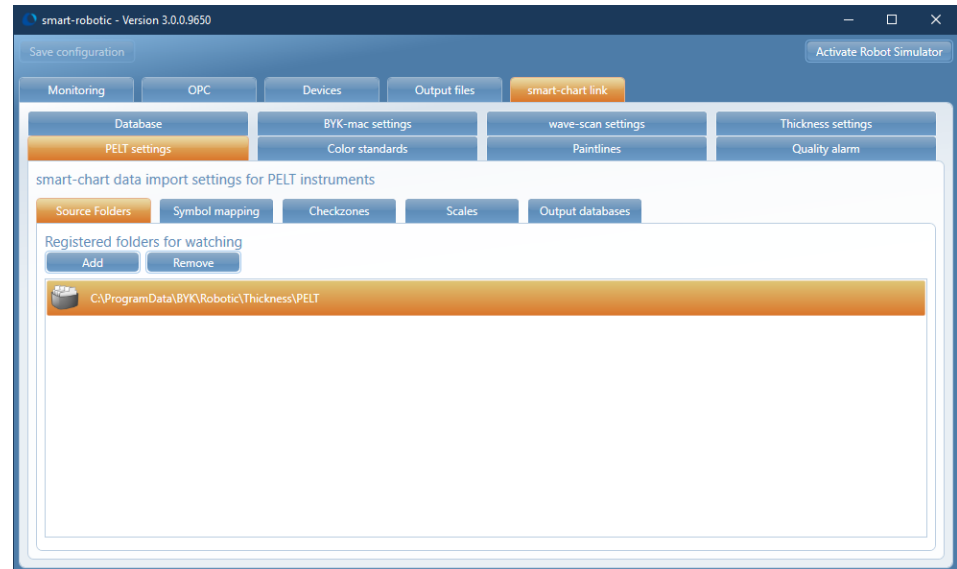 smart-robotic - Version 3.0.0.9650
Save configuration
Activate Robot Simulator
Monitoring OPC Devices Output files smart-chart link
Database BYK-mac settings wave-scan settings Thickness settings
PELT settings Color standards Paintlines Quality alarm
smart-chart data import settings for PELT instruments
Source Folders Symbol mapping Checkzones Scales Output databases
Registered folders for watching
Add Remove
C:\ProgramData\BYK\Robotic\Thickness\PELT